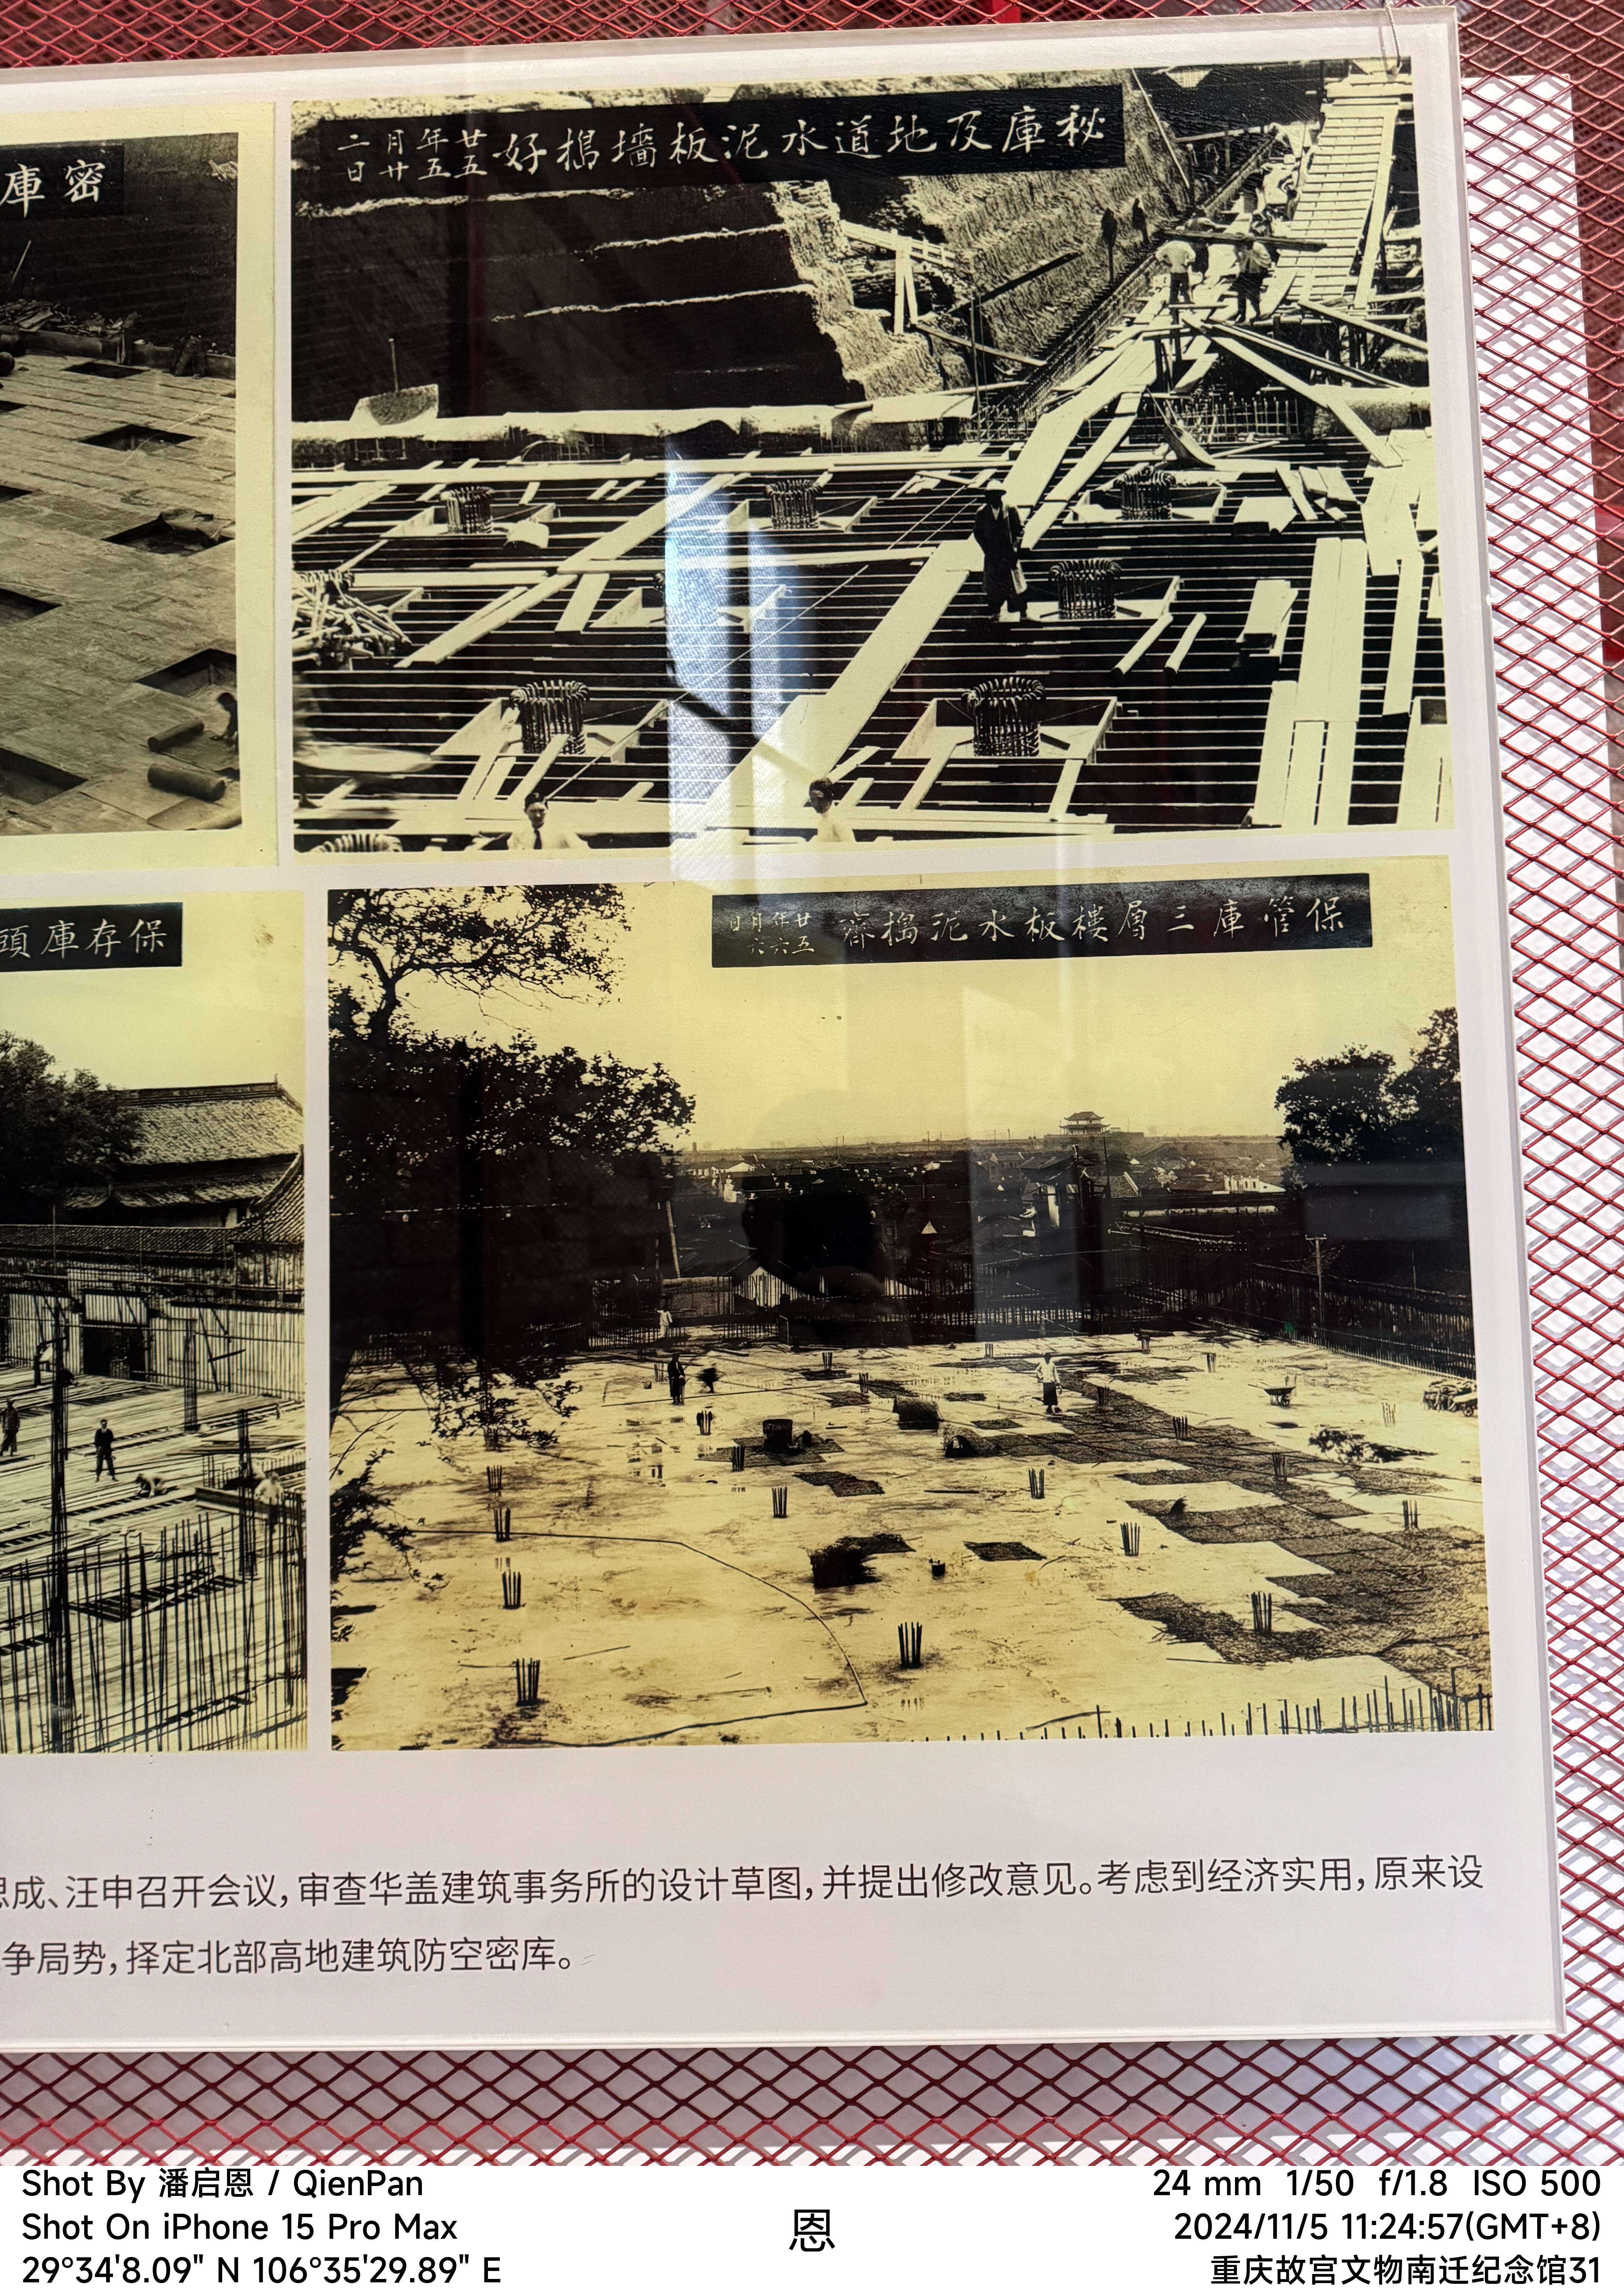 密庫
秘庫及地道水泥板墻搗好 廿五年五月廿二日
保存庫頭
保管庫三層樓板水泥搗齊 廿五年六月六日
思成、汪申召开会议，审查华盖建筑事务所的设计草图，并提出修改意见。考虑到经济实用，原来设
争局势，择定北部高地建筑防空密库。
Shot By 潘启恩 / QienPan
Shot On iPhone 15 Pro Max
29°34'8.09" N 106°35'29.89" E
恩
24 mm 1/50 f/1.8 ISO 500
2024/11/5 11:24:57(GMT+8)
重庆故宫文物南迁纪念馆31